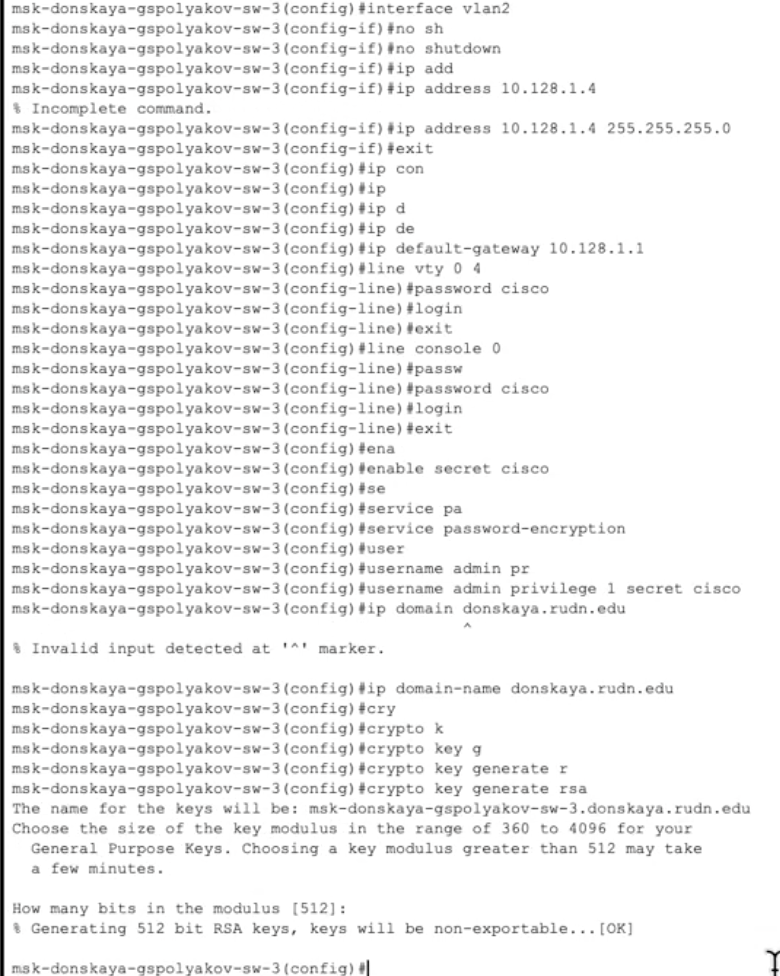 msk-donskaya-gspolyakov-sw-3(config)#interface vlan2
msk-donskaya-gspolyakov-sw-3(config-if)#no sh
msk-donskaya-gspolyakov-sw-3(config-if)#no shutdown
msk-donskaya-gspolyakov-sw-3(config-if)#ip add
msk-donskaya-gspolyakov-sw-3(config-if)#ip address 10.128.1.4
% Incomplete command.
msk-donskaya-gspolyakov-sw-3(config-if)#ip address 10.128.1.4 255.255.255.0
msk-donskaya-gspolyakov-sw-3(config-if)#exit
msk-donskaya-gspolyakov-sw-3(config)#ip con
msk-donskaya-gspolyakov-sw-3(config)#ip
msk-donskaya-gspolyakov-sw-3(config)#ip d
msk-donskaya-gspolyakov-sw-3(config)#ip de
msk-donskaya-gspolyakov-sw-3(config)#ip default-gateway 10.128.1.1
msk-donskaya-gspolyakov-sw-3(config)#line vty 0 4
msk-donskaya-gspolyakov-sw-3(config-line)#password cisco
msk-donskaya-gspolyakov-sw-3(config-line)#login
msk-donskaya-gspolyakov-sw-3(config-line)#exit
msk-donskaya-gspolyakov-sw-3(config)#line console 0
msk-donskaya-gspolyakov-sw-3(config-line)#passw
msk-donskaya-gspolyakov-sw-3(config-line)#password cisco
msk-donskaya-gspolyakov-sw-3(config-line)#login
msk-donskaya-gspolyakov-sw-3(config-line)#exit
msk-donskaya-gspolyakov-sw-3(config)#ena
msk-donskaya-gspolyakov-sw-3(config)#enable secret cisco
msk-donskaya-gspolyakov-sw-3(config)#se
msk-donskaya-gspolyakov-sw-3(config)#service pa
msk-donskaya-gspolyakov-sw-3(config)#service password-encryption
msk-donskaya-gspolyakov-sw-3(config)#user
msk-donskaya-gspolyakov-sw-3(config)#username admin pr
msk-donskaya-gspolyakov-sw-3(config)#username admin privilege 1 secret cisco
msk-donskaya-gspolyakov-sw-3(config)#ip domain donskaya.rudn.edu
^
% Invalid input detected at '^' marker.
msk-donskaya-gspolyakov-sw-3(config)#ip domain-name donskaya.rudn.edu
msk-donskaya-gspolyakov-sw-3(config)#cry
msk-donskaya-gspolyakov-sw-3(config)#crypto k
msk-donskaya-gspolyakov-sw-3(config)#crypto key g
msk-donskaya-gspolyakov-sw-3(config)#crypto key generate r
msk-donskaya-gspolyakov-sw-3(config)#crypto key generate rsa
The name for the keys will be: msk-donskaya-gspolyakov-sw-3.donskaya.rudn.edu
Choose the size of the key modulus in the range of 360 to 4096 for your
General Purpose Keys. Choosing a key modulus greater than 512 may take
a few minutes.
How many bits in the modulus [512]:
% Generating 512 bit RSA keys, keys will be non-exportable...[OK]
msk-donskaya-gspolyakov-sw-3(config)#